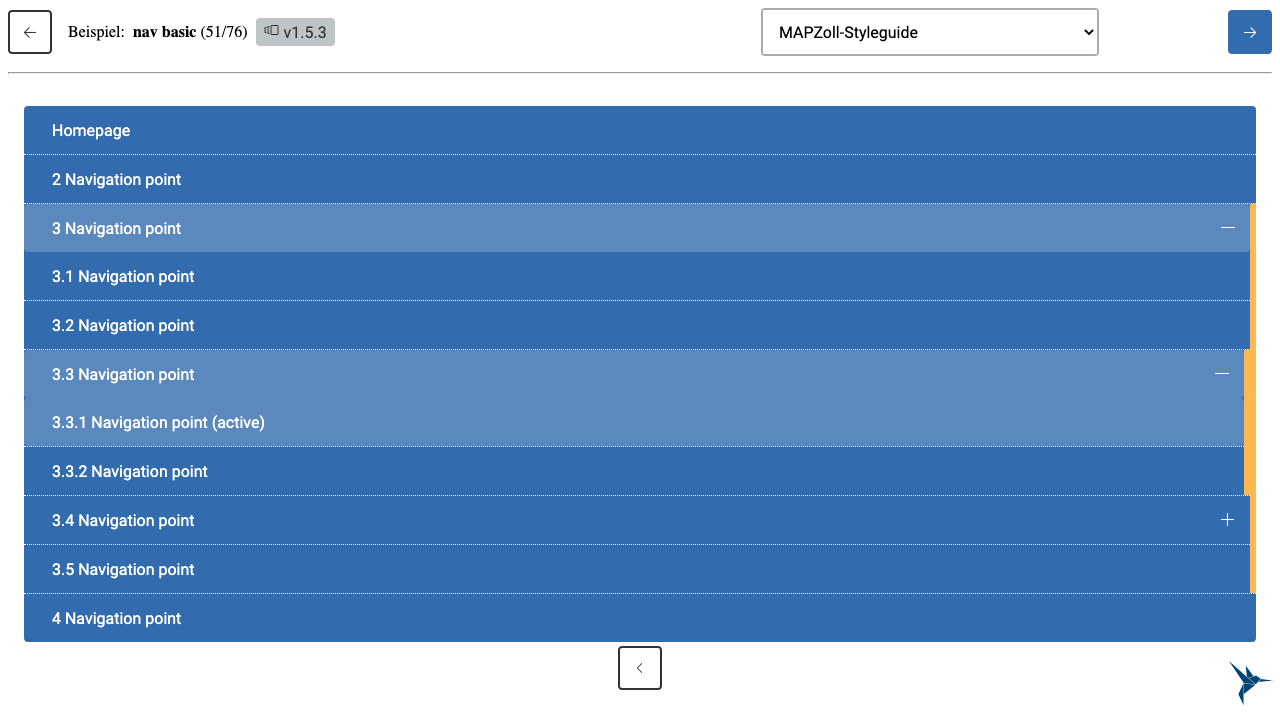 Beispiel: nav basic (51/76) v1.5.3 MAPZoll-Styleguide
Homepage
2 Navigation point
3 Navigation point
3.1 Navigation point
3.2 Navigation point
3.3 Navigation point
3.3.1 Navigation point (active)
3.3.2 Navigation point
3.4 Navigation point
3.5 Navigation point
4 Navigation point